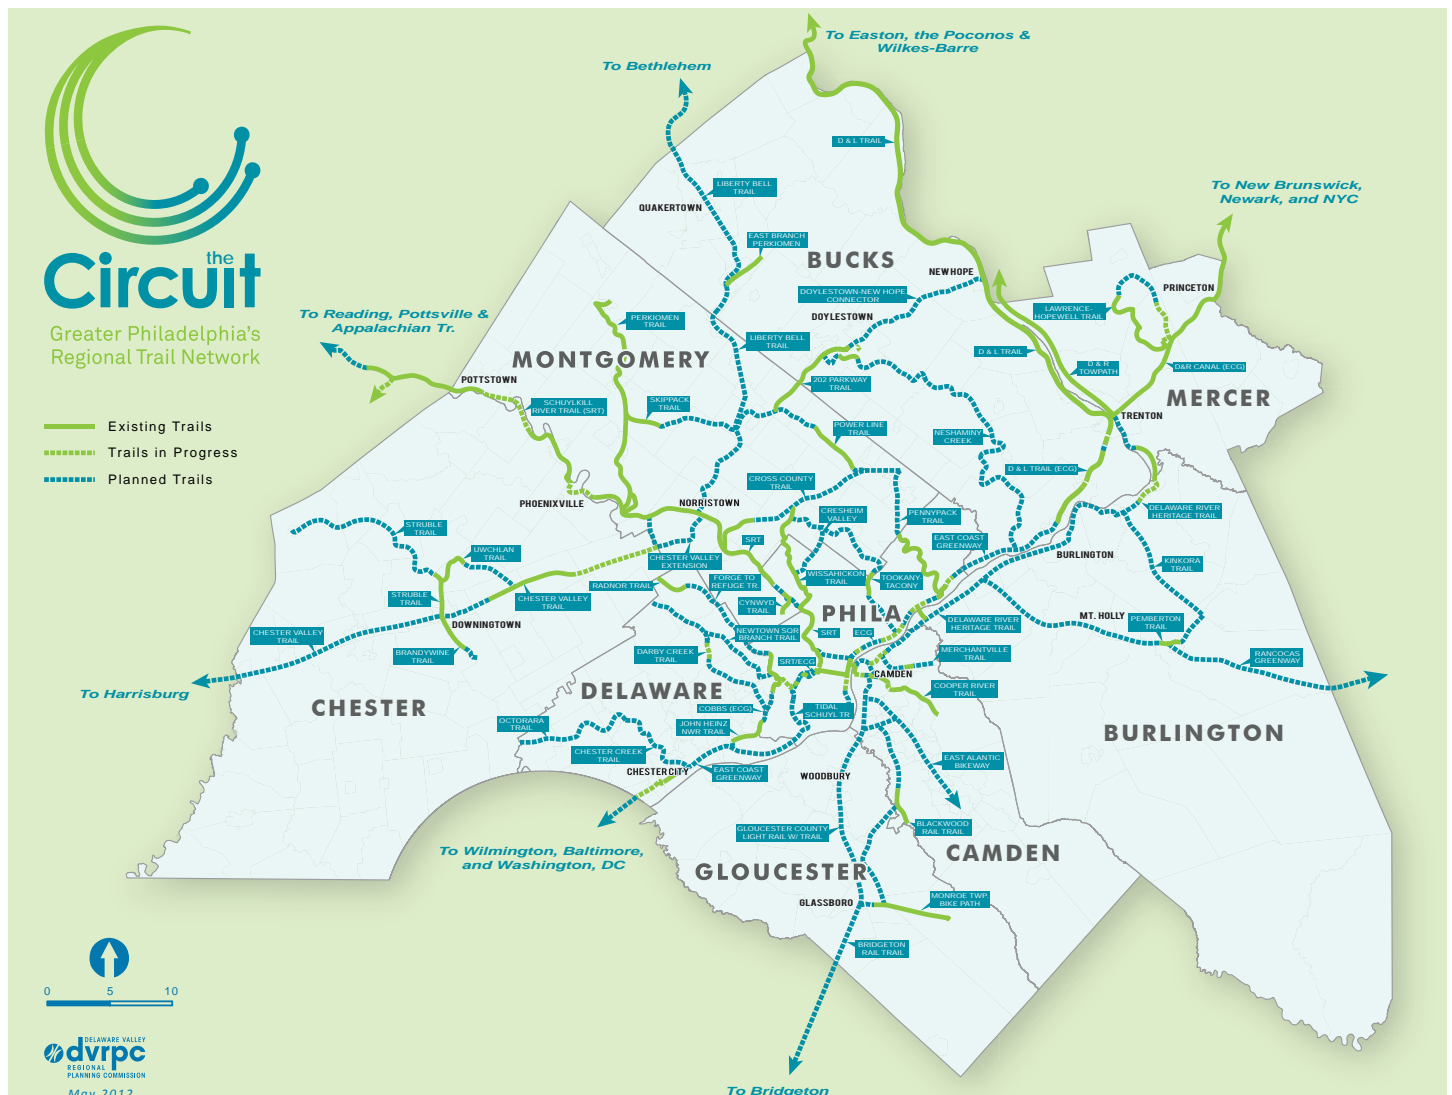 the
Circuit
Greater Philadelphia's
Regional Trail Network
Existing Trails
Trails in Progress
Planned Trails
To Easton, the Poconos &
Wilkes-Barre
To Bethlehem
D & L TRAIL
LIBERTY BELL
TRAIL
QUAKERTOWN
To New Brunswick,
Newark, and NYC
EAST BRANCH
PERKIOMEN
BUCKS
NEW HOPE
DOYLESTOWN-NEW HOPE
CONNECTOR
DOYLESTOWN
PRINCETON
LAWRENCE-
HOPEWELL TRAIL
To Reading, Pottsville &
Appalachian Tr.
PERKIOMEN
TRAIL
MONTGOMERY
LIBERTY BELL
TRAIL
D & L TRAIL
D & R
TOWPATH
D&R CANAL (ECG)
MERCER
POTTSTOWN
202 PARKWAY
TRAIL
SCHUYLKILL
RIVER TRAIL (SRT)
SKIPPACK
TRAIL
TRENTON
POWER LINE
TRAIL
NESHAMINY
CREEK
D & L TRAIL (ECG)
CROSS COUNTY
TRAIL
PHOENIXVILLE
NORRISTOWN
CRESHEIM
VALLEY
PENNYPACK
TRAIL
DELAWARE RIVER
HERITAGE TRAIL
STRUBLE
TRAIL
UWCHLAN
TRAIL
SRT
EAST COAST
GREENWAY
BURLINGTON
CHESTER VALLEY
EXTENSION
KINKORA
TRAIL
RADNOR TRAIL
FORGE TO
REFUGE TR.
WISSAHICKON
TRAIL
TOOKANY-
TACONY
STRUBLE
TRAIL
CHESTER VALLEY
TRAIL
CYNWYD
TRAIL
PHILA
DOWNINGTOWN
CHESTER VALLEY
TRAIL
NEWTOWN SQR
BRANCH TRAIL
SRT
ECG
DELAWARE RIVER
HERITAGE TRAIL
MT. HOLLY
PEMBERTON
TRAIL
BRANDYWINE
TRAIL
DARBY CREEK
TRAIL
SRT/ECG
MERCHANTVILLE
TRAIL
RANCOCAS
GREENWAY
CAMDEN
To Harrisburg
DELAWARE
COOPER RIVER
TRAIL
CHESTER
COBBS (ECG)
TIDAL
SCHUYL TR
OCTORARA
TRAIL
JOHN HEINZ
NWR TRAIL
BURLINGTON
CHESTER CREEK
TRAIL
EAST ALANTIC
BIKEWAY
CHESTER CITY
EAST COAST
GREENWAY
WOODBURY
To Wilmington, Baltimore,
and Washington, DC
GLOUCESTER COUNTY
LIGHT RAIL W/ TRAIL
BLACKWOOD
RAIL TRAIL
CAMDEN
GLOUCESTER
GLASSBORO
MONROE TWP.
BIKE PATH
BRIDGETON
RAIL TRAIL
To Bridgeton
0 5 10
DELAWARE VALLEY
dvrpc
REGIONAL
PLANNING COMMISSION
May 2012